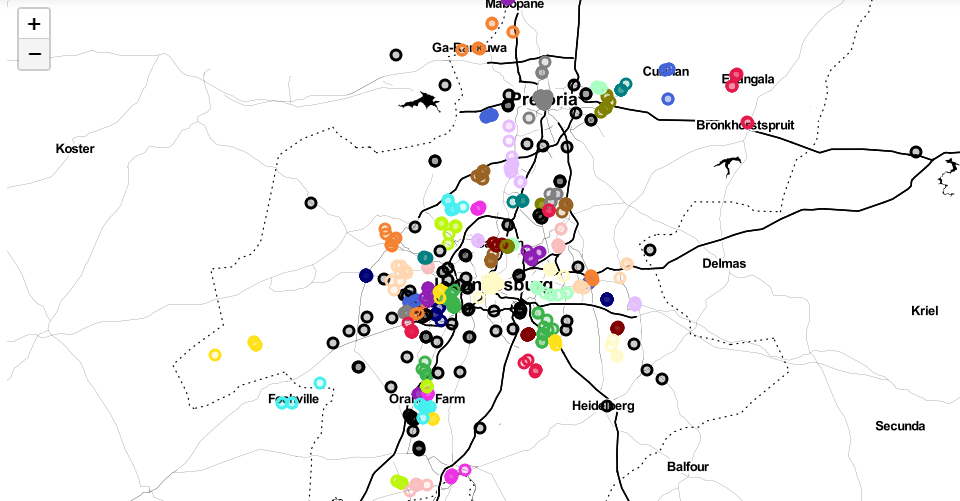 +
−
Mabopane
Ga-Rankuwa
Cullinan
Ekangala
Pretoria
Bronkhorstspruit
Koster
Delmas
Johannesburg
Kriel
Fochville
Orange Farm
Heidelberg
Secunda
Balfour